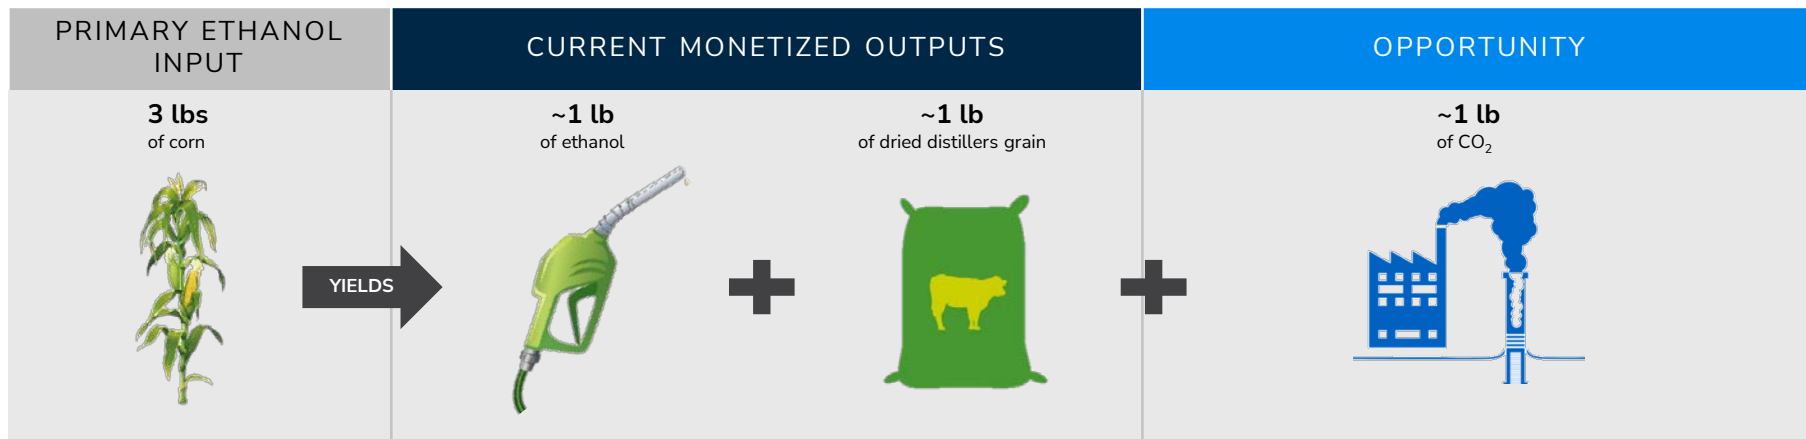 PRIMARY ETHANOL
INPUT
CURRENT MONETIZED OUTPUTS
OPPORTUNITY
3 lbs
of corn
~1 lb
of ethanol
~1 lb
of dried distillers grain
~1 lb
of CO₂
YIELDS